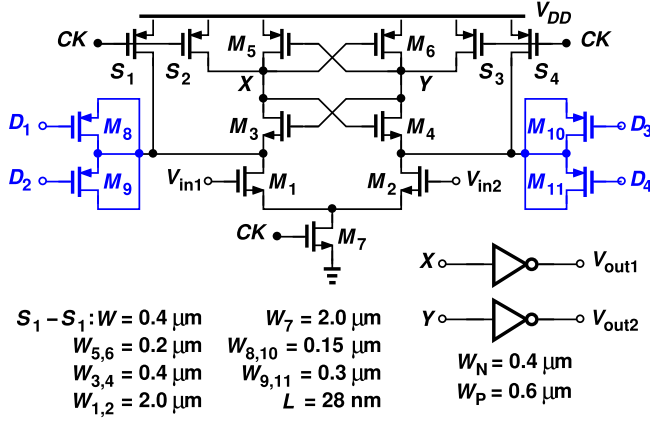 V_DD
CK
S_1
S_2
M_5
M_6
S_3
S_4
CK
X
Y
D_1
M_8
M_3
M_4
M_10
D_3
D_2
M_9
V_in1
M_1
M_2
V_in2
M_11
D_4
CK
M_7
X
V_out1
Y
V_out2
S_1 – S_1 : W = 0.4 μm
W_5,6 = 0.2 μm
W_3,4 = 0.4 μm
W_1,2 = 2.0 μm
W_7 = 2.0 μm
W_8,10 = 0.15 μm
W_9,11 = 0.3 μm
L = 28 nm
W_N = 0.4 μm
W_P = 0.6 μm